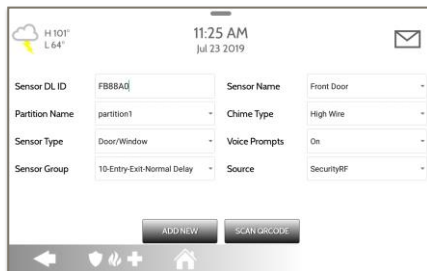 H 101°
L 64°
11:25 AM
Jul 23 2019
Sensor DL ID FB88A0 Sensor Name Front Door
Partition Name partition1 Chime Type High Wire
Sensor Type Door/Window Voice Prompts On
Sensor Group 10-Entry-Exit-Normal Delay Source SecurityRF
ADD NEW SCAN QRCODE